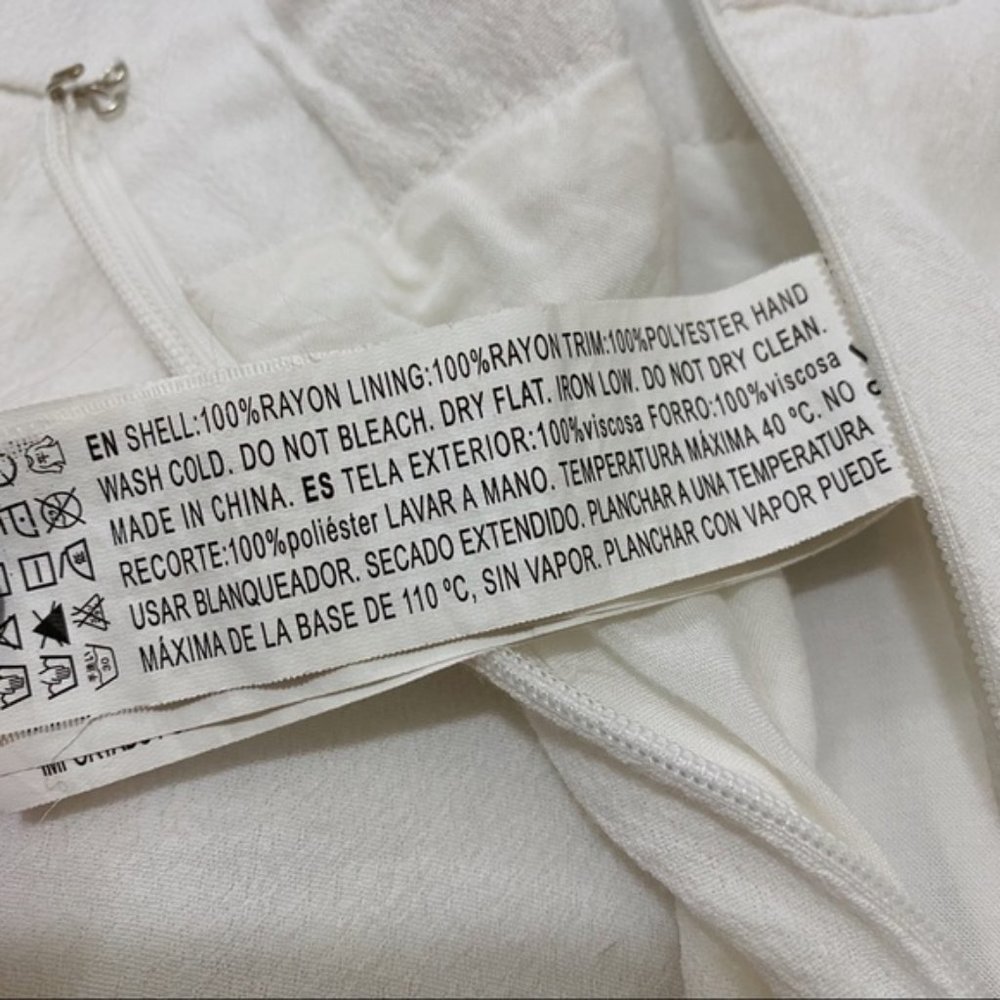 EN SHELL:100%RAYON LINING:100%RAYON TRIM:100%POLYESTER HAND
WASH COLD. DO NOT BLEACH. DRY FLAT. IRON LOW. DO NOT DRY CLEAN.
MADE IN CHINA. ES TELA EXTERIOR:100%viscosa FORRO:100%viscosa
RECORTE:100%poliéster LAVAR A MANO. TEMPERATURA MÁXIMA 40 ºC. NO
USAR BLANQUEADOR. SECADO EXTENDIDO. PLANCHAR A UNA TEMPERATURA
MÁXIMA DE LA BASE DE 110 ºC, SIN VAPOR. PLANCHAR CON VAPOR PUEDE
30